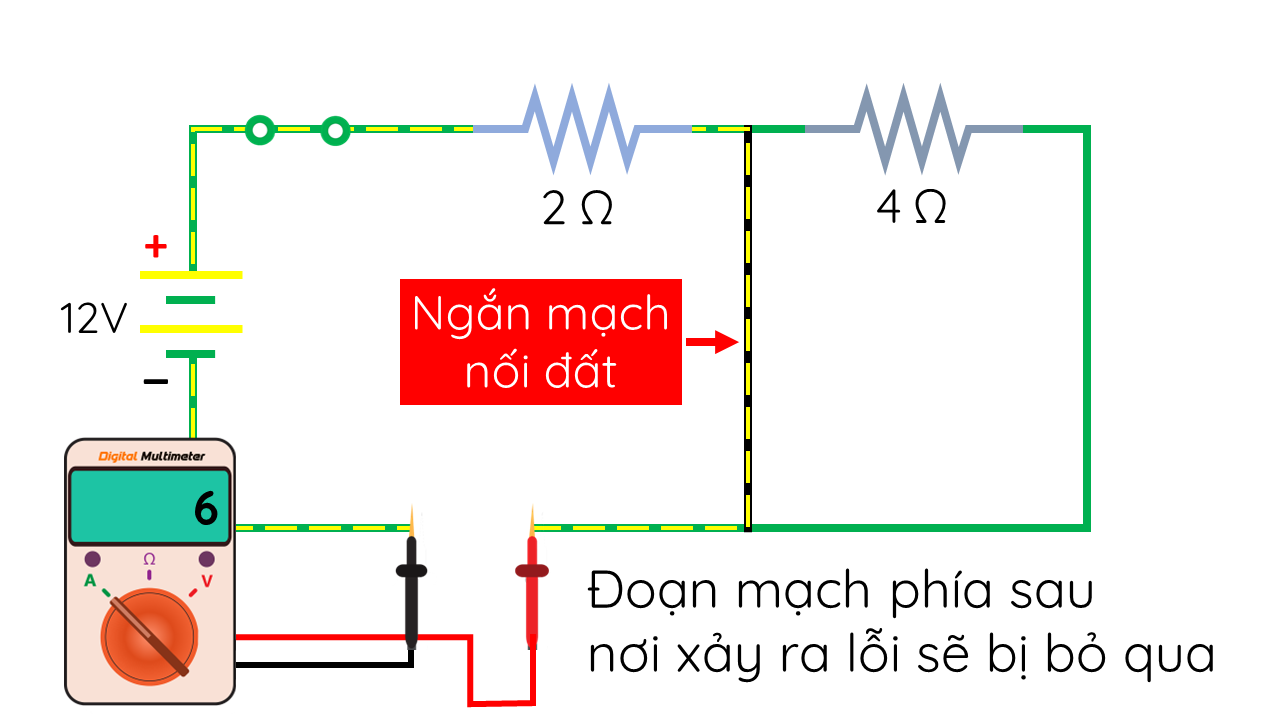 2 Ω
4 Ω
+
12V
−
Ngắn mạch
nối đất
Digital Multimeter
6
Ω
A
V
Đoạn mạch phía sau
nơi xảy ra lỗi sẽ bị bỏ qua